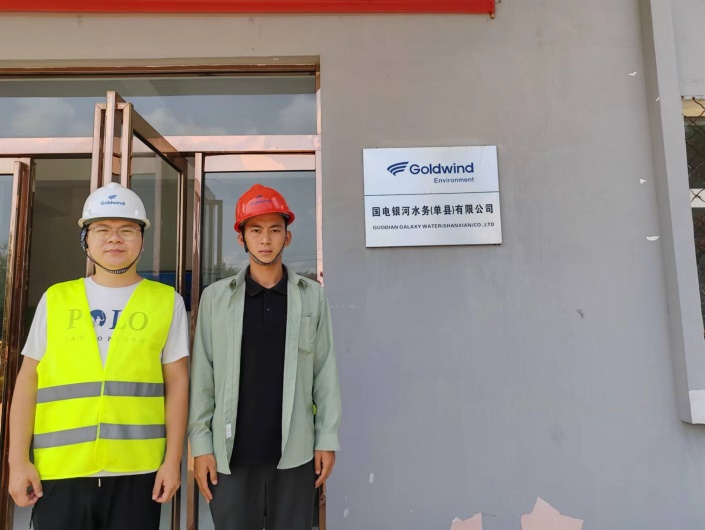 Goldwind
Environment
国电银河水务(单县)有限公司
GUODIAN GALAXY WATER(SHANXIAN)CO.,LTD
Goldwind
POLO